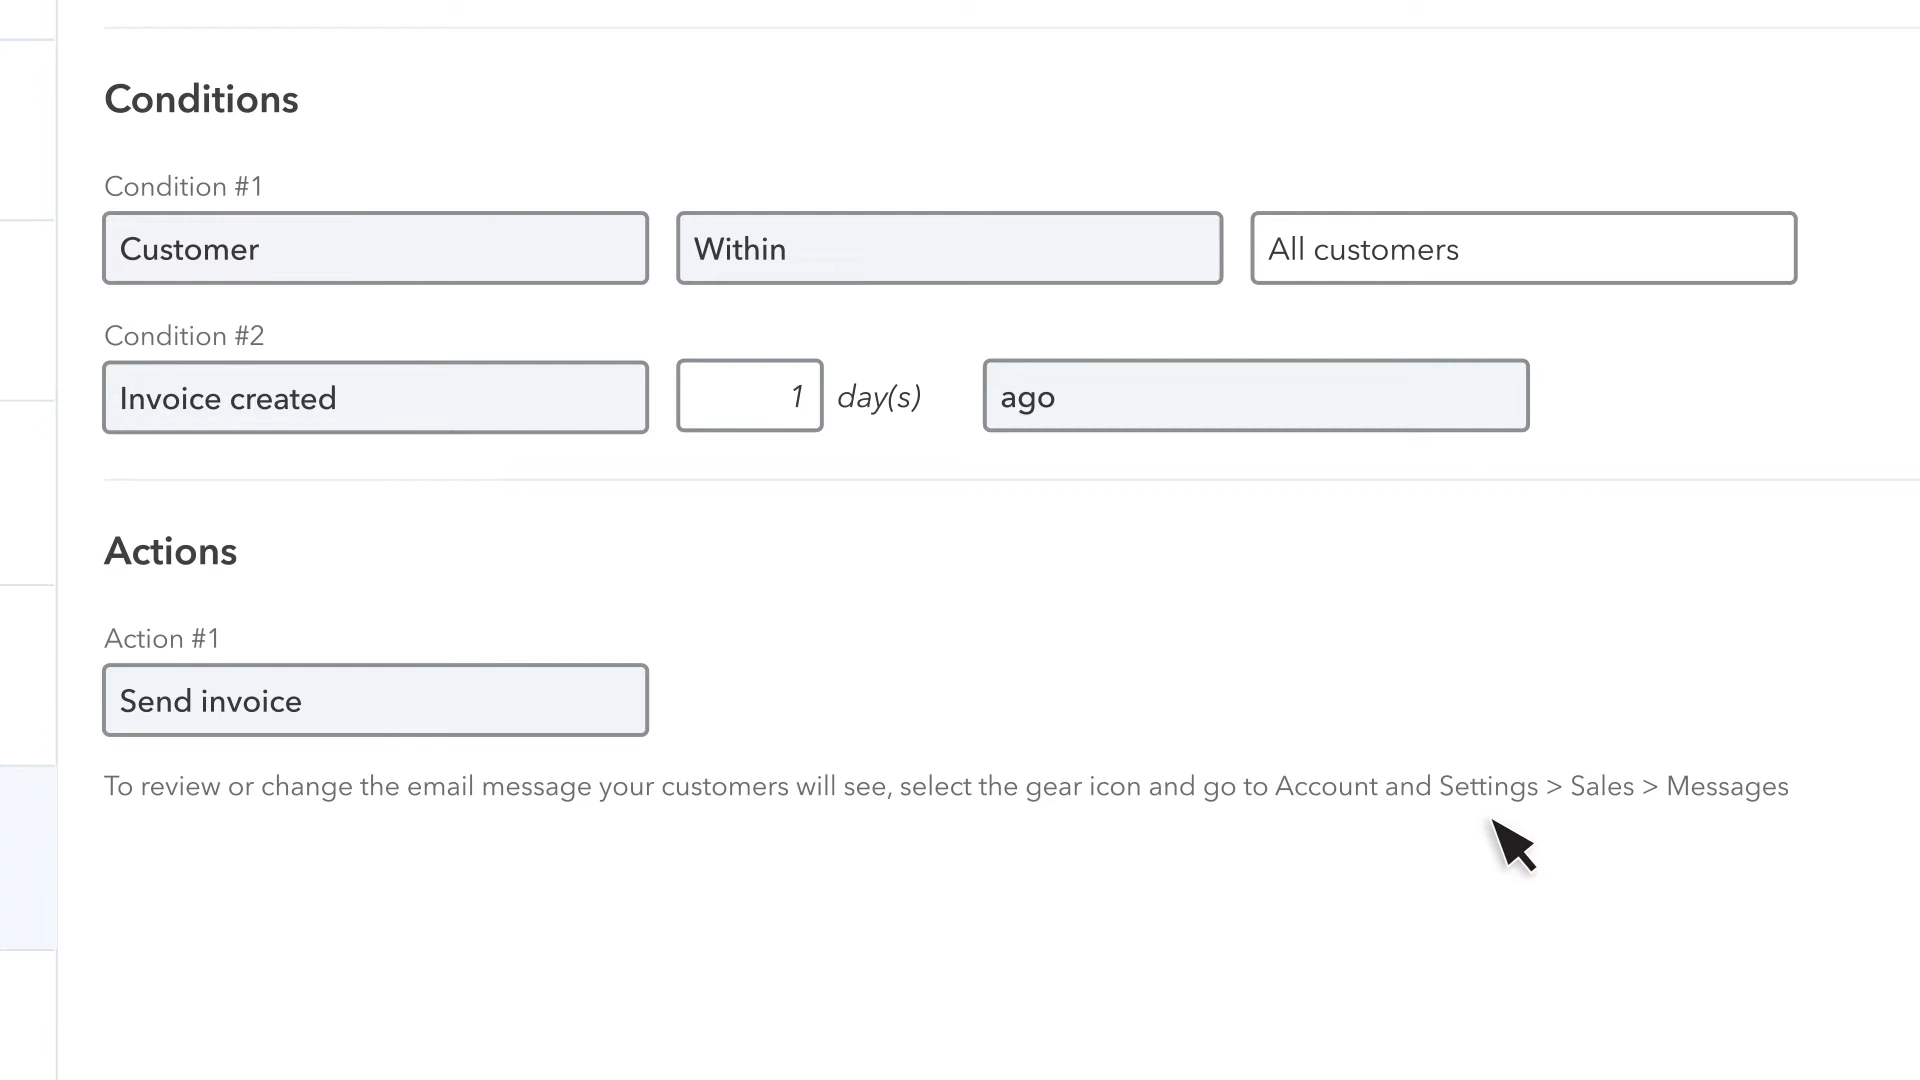 Conditions
Condition #1
Customer
Within
All customers
Condition #2
Invoice created
1 day(s)
ago
Actions
Action #1
Send invoice
To review or change the email message your customers will see, select the gear icon and go to Account and Settings > Sales > Messages